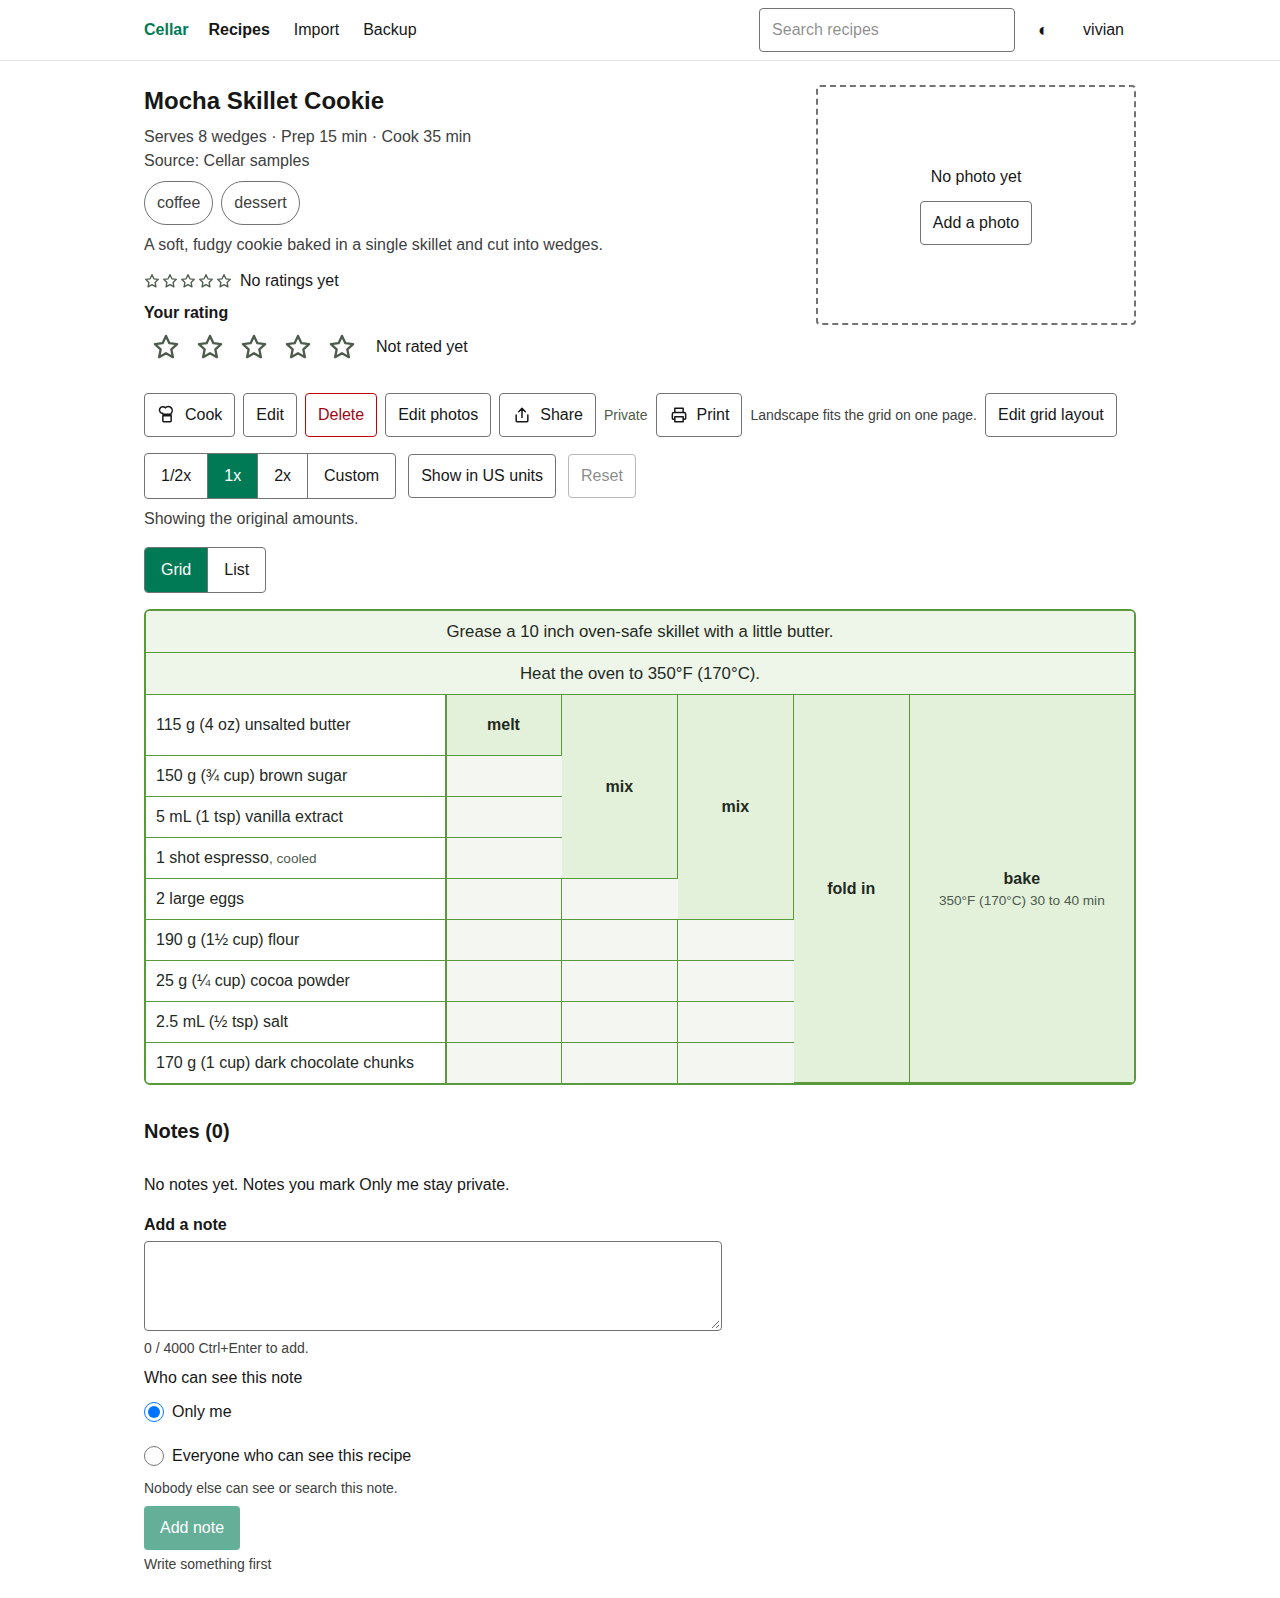 Cellar Recipes Import Backup Search recipes vivian
Mocha Skillet Cookie
Serves 8 wedges · Prep 15 min · Cook 35 min
Source: Cellar samples
coffee dessert
A soft, fudgy cookie baked in a single skillet and cut into wedges.
No ratings yet
Your rating
Not rated yet
No photo yet
Add a photo
Cook Edit Delete Edit photos Share Private Print Landscape fits the grid on one page. Edit grid layout
1/2x 1x 2x Custom Show in US units Reset
Showing the original amounts.
Grid List
Grease a 10 inch oven-safe skillet with a little butter.
Heat the oven to 350°F (170°C).
115 g (4 oz) unsalted butter
melt
150 g (¾ cup) brown sugar
mix
5 mL (1 tsp) vanilla extract
mix
1 shot espresso, cooled
2 large eggs
fold in
bake
350°F (170°C) 30 to 40 min
190 g (1½ cup) flour
25 g (¼ cup) cocoa powder
2.5 mL (½ tsp) salt
170 g (1 cup) dark chocolate chunks
Notes (0)
No notes yet. Notes you mark Only me stay private.
Add a note
0 / 4000 Ctrl+Enter to add.
Who can see this note
Only me
Everyone who can see this recipe
Nobody else can see or search this note.
Add note
Write something first